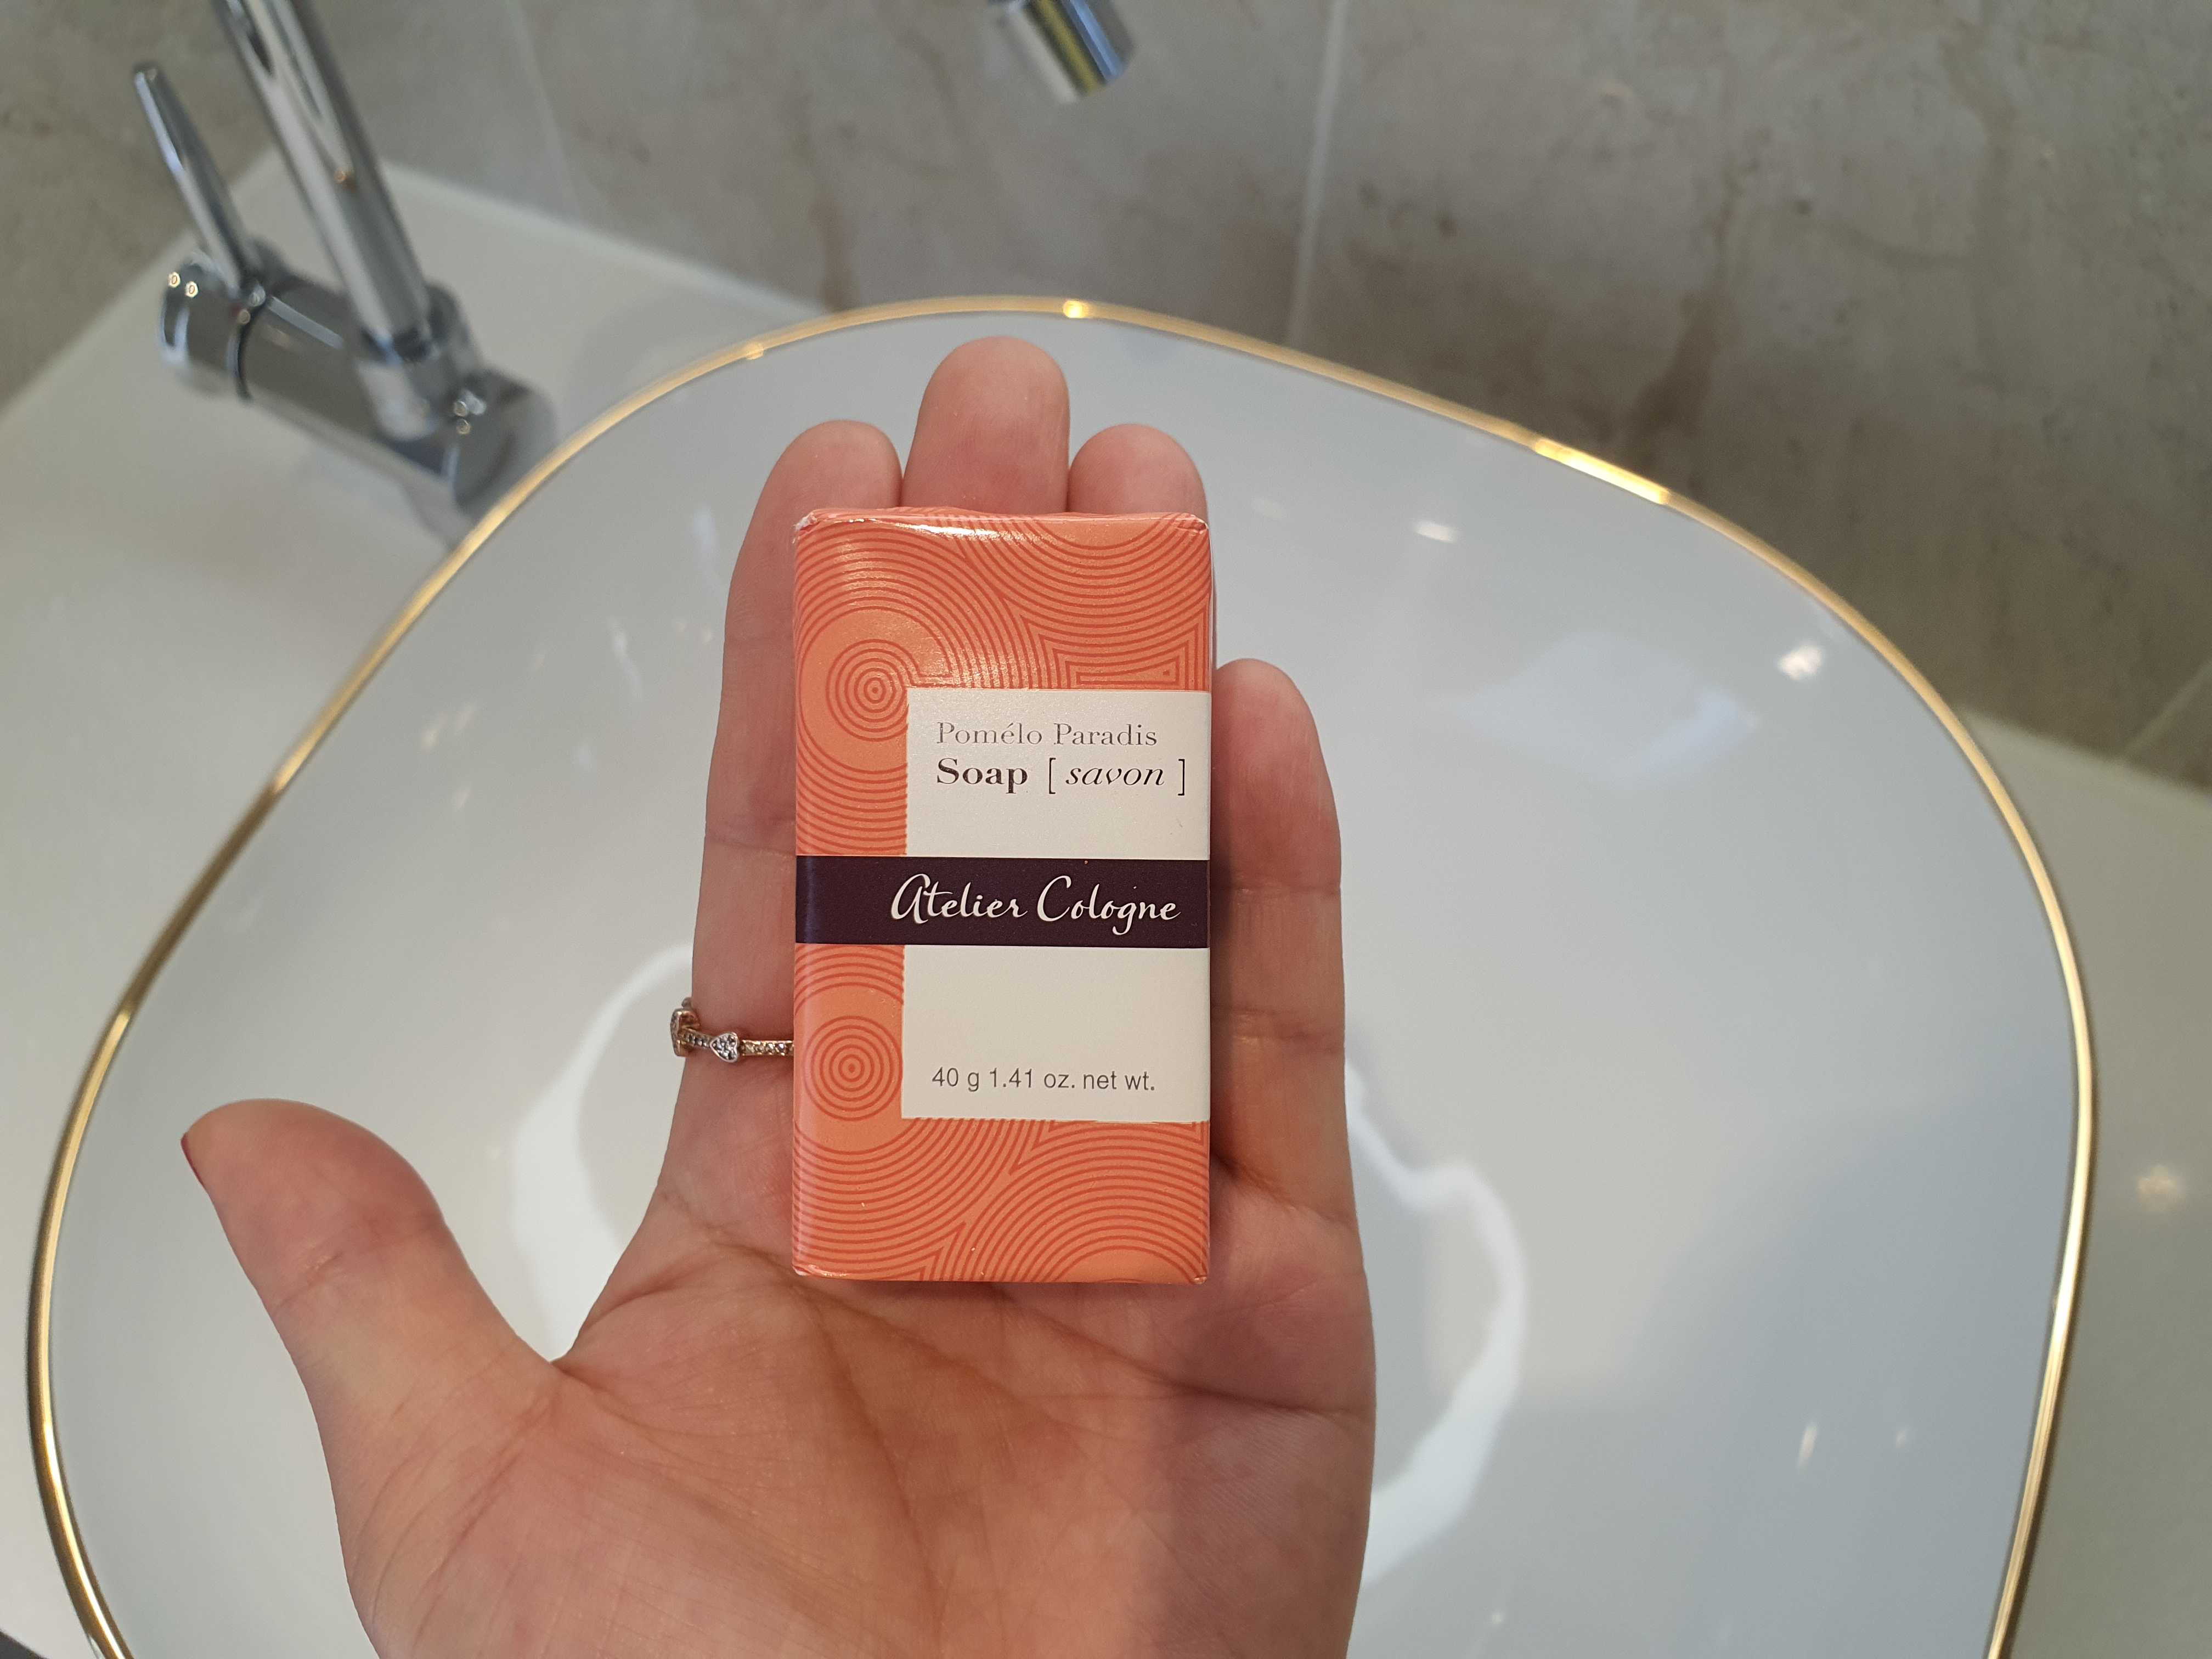 Pomélo Paradis
Soap [ savon ]
Atelier Cologne
40 g 1.41 oz. net wt.